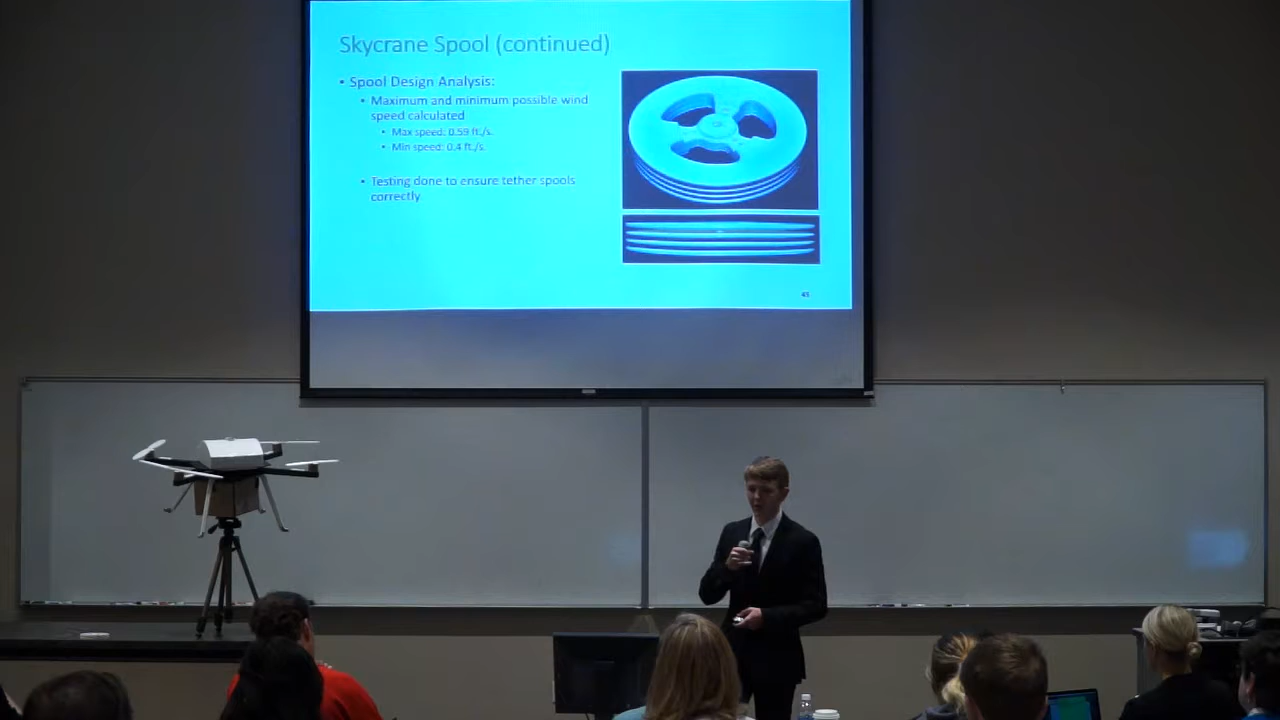 Skycrane Spool (continued)
• Spool Design Analysis:
• Maximum and minimum possible wind
speed calculated
• Max speed: 0.59 ft./s.
• Min speed: 0.4 ft./s.
• Testing done to ensure tether spools
correctly